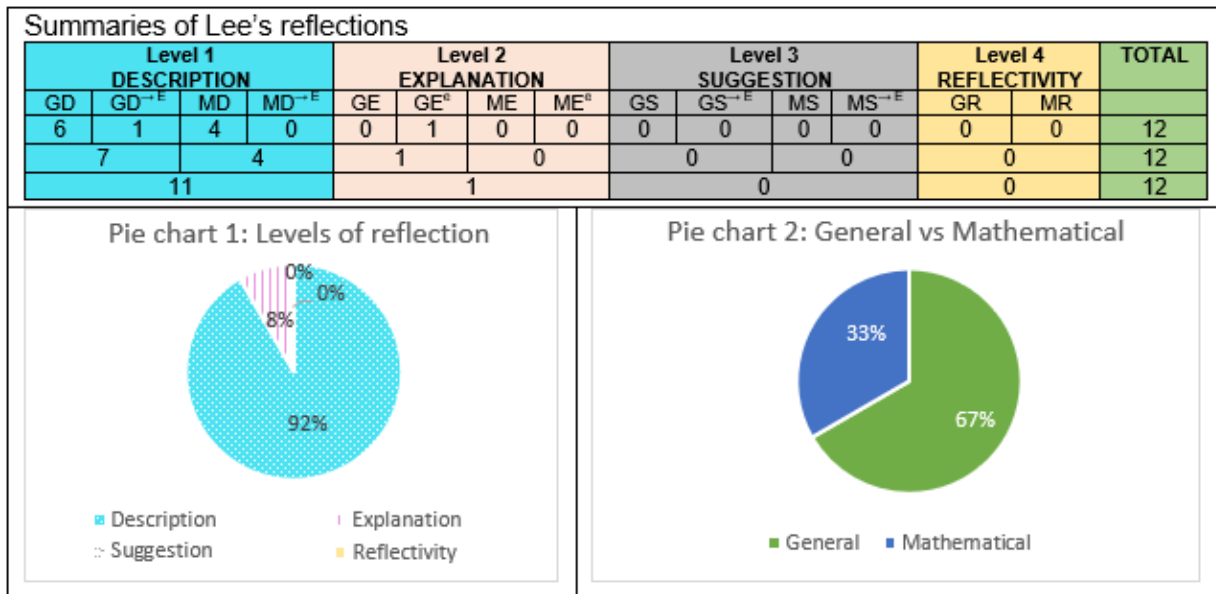 Summaries of Lee's reflections
Level 1 Level 2 Level 3 Level 4 TOTAL
DESCRIPTION EXPLANATION SUGGESTION REFLECTIVITY
GD GD→E MD MD→E GE GEe ME MEe GS GS→E MS MS→E GR MR
6 1 4 0 0 1 0 0 0 0 0 0 0 0 12
7 4 1 0 0 0 0 12
11 1 0 0 12
Pie chart 1: Levels of reflection
0%
0%
8%
92%
Description Explanation
Suggestion Reflectivity
Pie chart 2: General vs Mathematical
33%
67%
General Mathematical